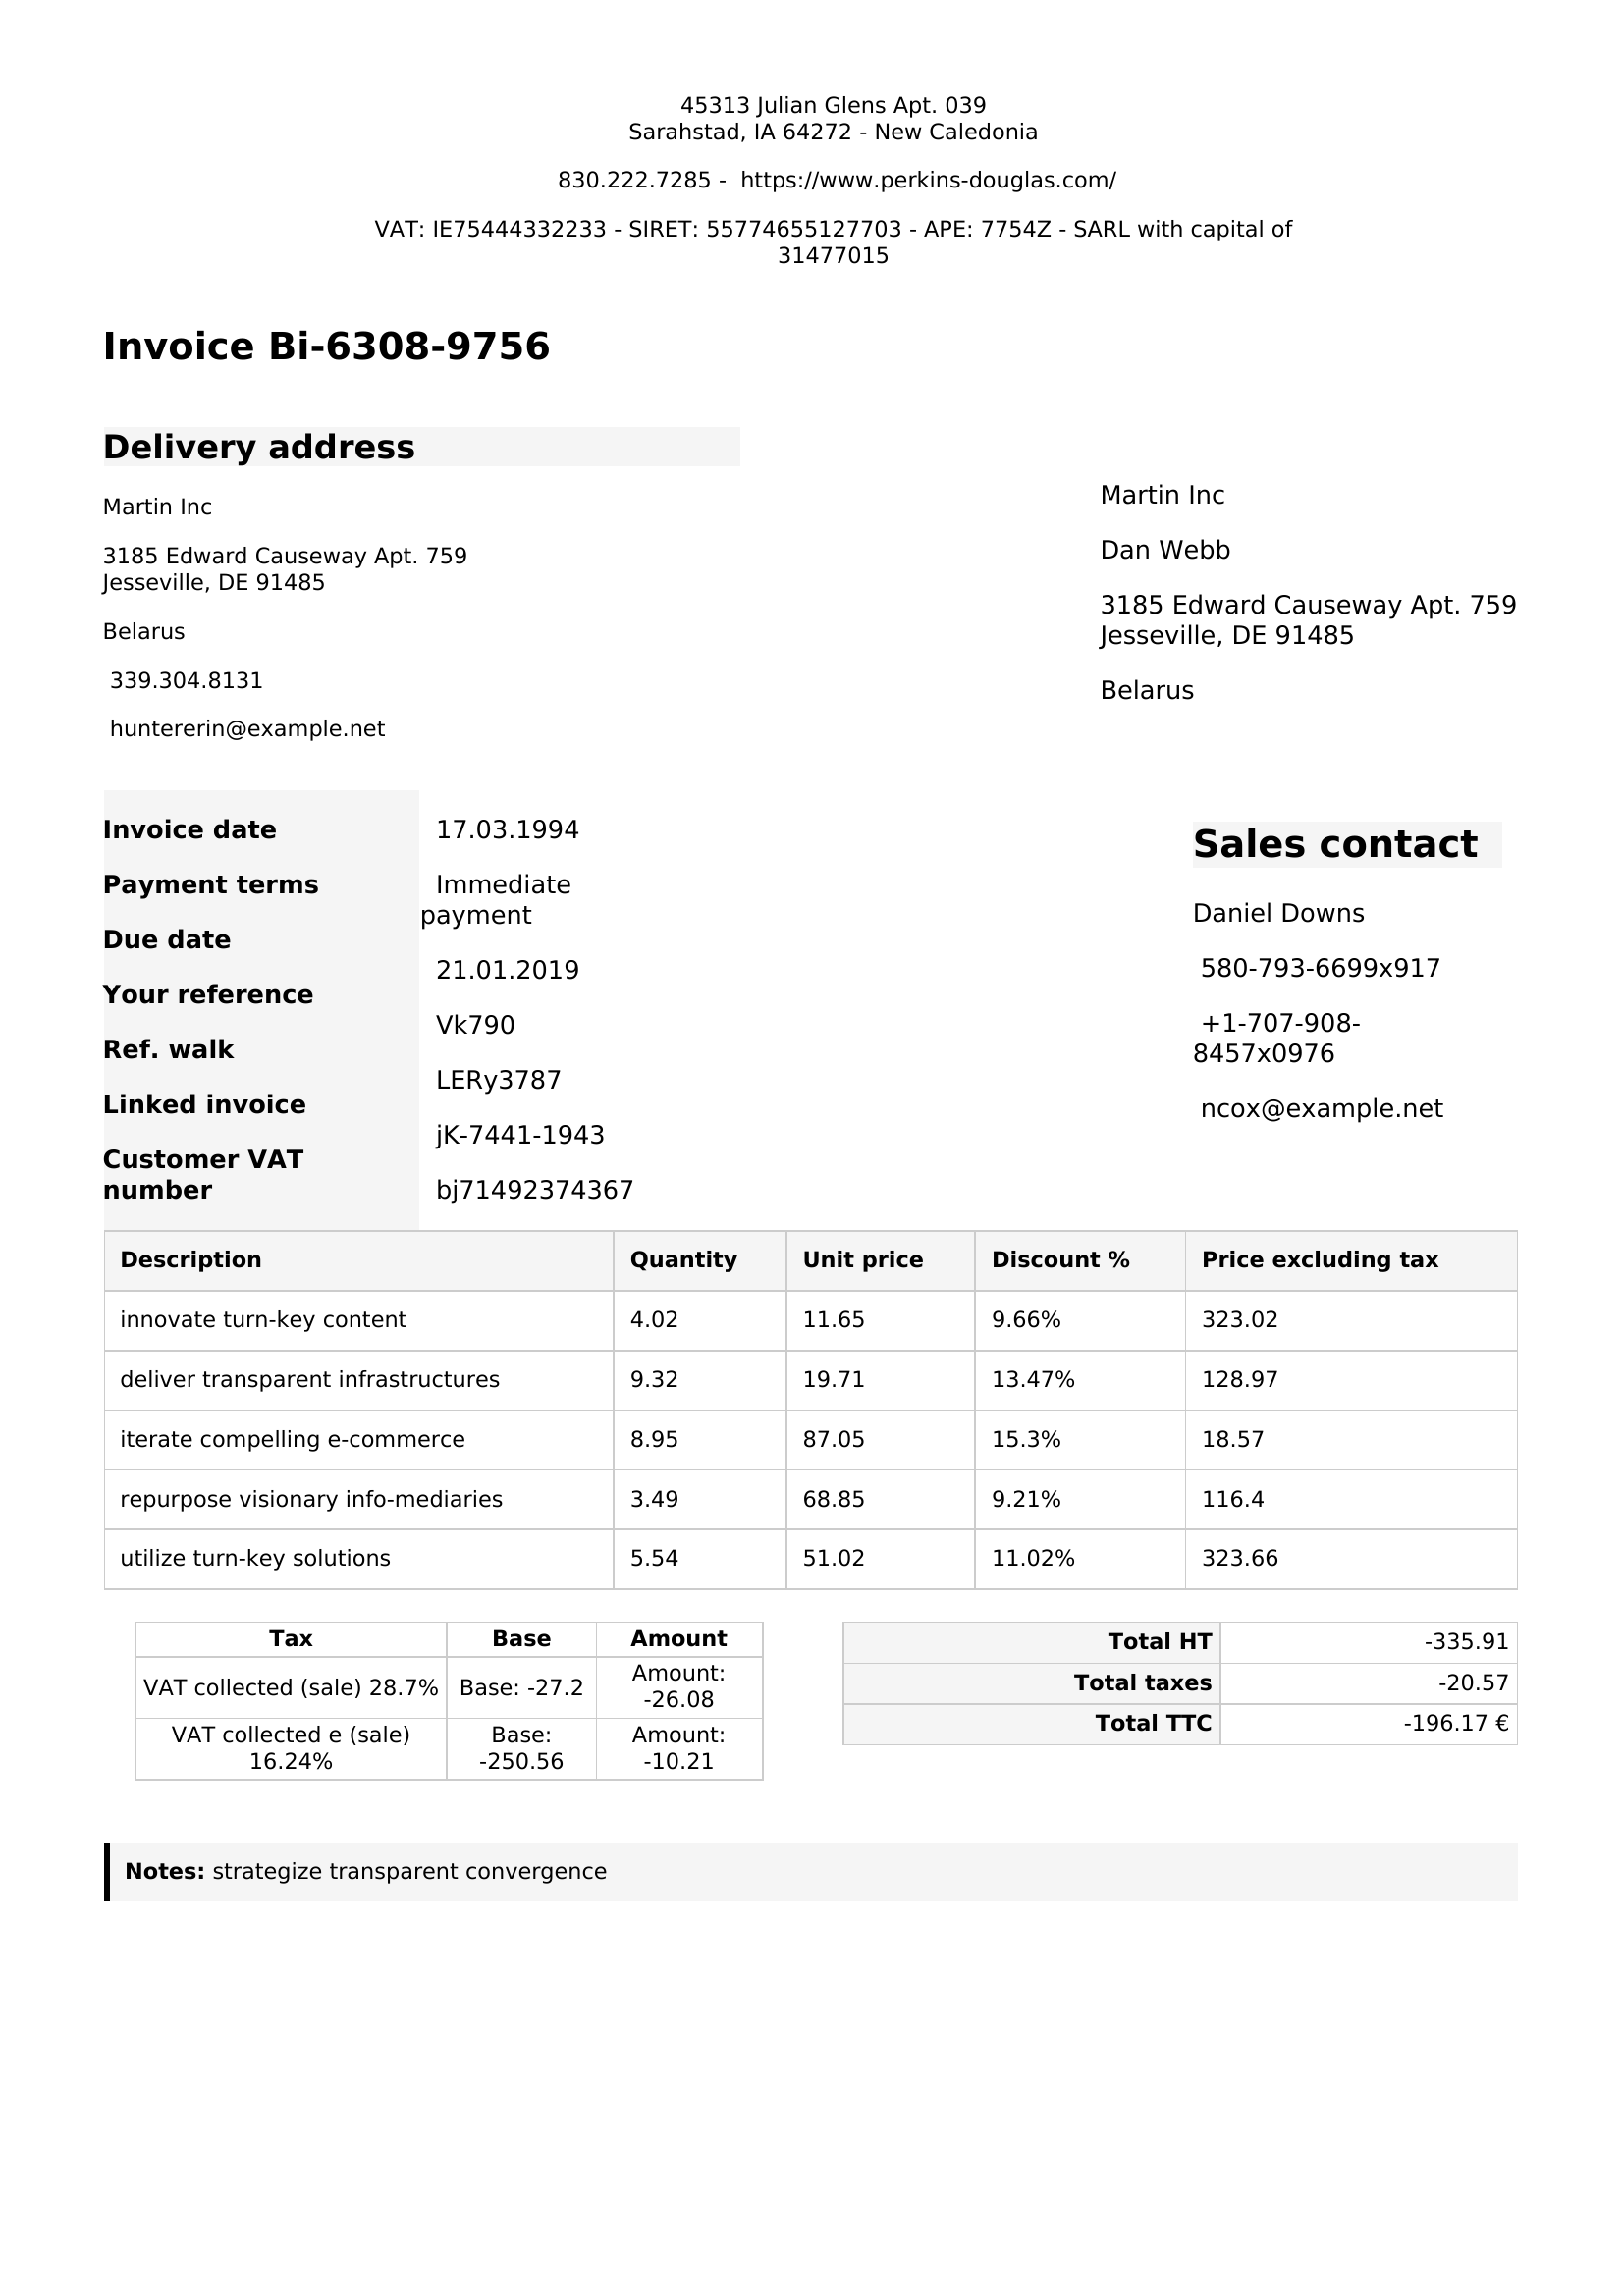 45313 Julian Glens Apt. 039
Sarahstad, IA 64272 - New Caledonia
830.222.7285 - https://www.perkins-douglas.com/
VAT: IE75444332233 - SIRET: 55774655127703 - APE: 7754Z - SARL with capital of
31477015
Invoice Bi-6308-9756
Delivery address
Martin Inc
3185 Edward Causeway Apt. 759
Jesseville, DE 91485
Belarus
339.304.8131
huntererin@example.net
Martin Inc
Dan Webb
3185 Edward Causeway Apt. 759
Jesseville, DE 91485
Belarus
Invoice date
Payment terms
Due date
Your reference
Ref. walk
Linked invoice
Customer VAT
number
17.03.1994
Immediate
payment
21.01.2019
Vk790
LERy3787
jK-7441-1943
bj71492374367
Sales contact
Daniel Downs
580-793-6699x917
+1-707-908-
8457x0976
ncox@example.net
Description Quantity Unit price Discount % Price excluding tax
innovate turn-key content 4.02 11.65 9.66% 323.02
deliver transparent infrastructures 9.32 19.71 13.47% 128.97
iterate compelling e-commerce 8.95 87.05 15.3% 18.57
repurpose visionary info-mediaries 3.49 68.85 9.21% 116.4
utilize turn-key solutions 5.54 51.02 11.02% 323.66
Tax Base Amount
VAT collected (sale) 28.7% Base: -27.2 Amount:
-26.08
VAT collected e (sale) Base: Amount:
16.24% -250.56 -10.21
Total HT -335.91
Total taxes -20.57
Total TTC -196.17 €
Notes: strategize transparent convergence